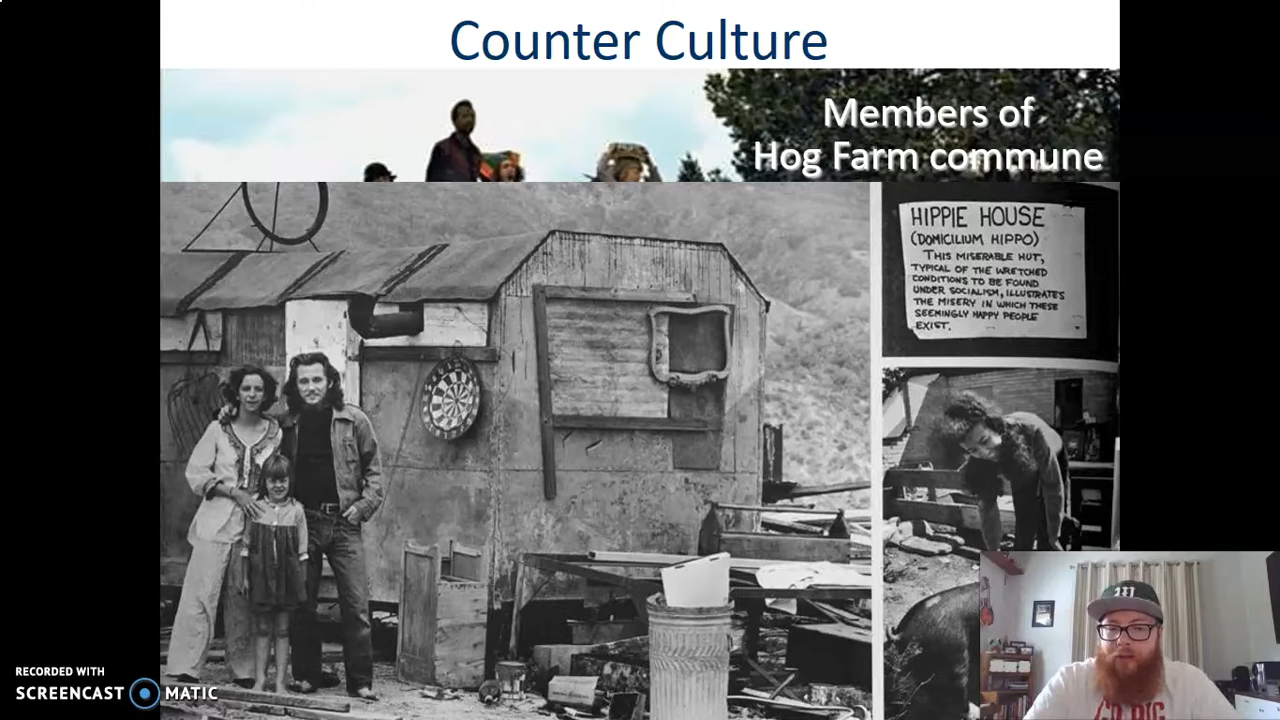 Counter Culture
Members of
Hog Farm commune
HIPPIE HOUSE
(DOMICILIUM HIPPO)
THIS MISERABLE HUT,
TYPICAL OF THE WRETCHED
CONDITIONS TO BE FOUND
UNDER SOCIALISM, ILLUSTRATES
THE MISERY IN WHICH THESE
SEEMINGLY HAPPY PEOPLE
EXIST.
RECORDED WITH
SCREENCAST MATIC